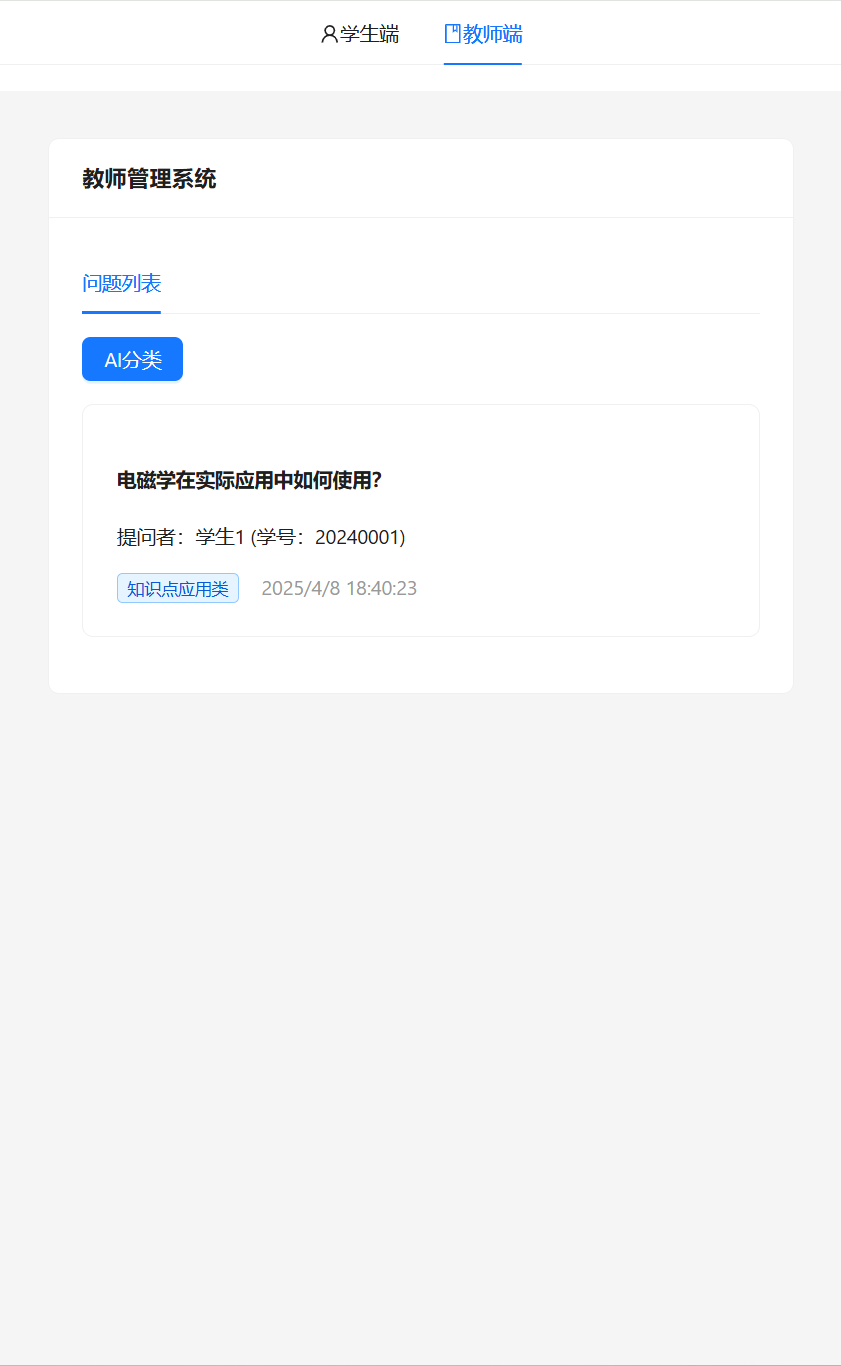 学生端 教师端
教师管理系统
问题列表
AI分类
电磁学在实际应用中如何使用?
提问者：学生1 (学号：20240001)
知识点应用类 2025/4/8 18:40:23